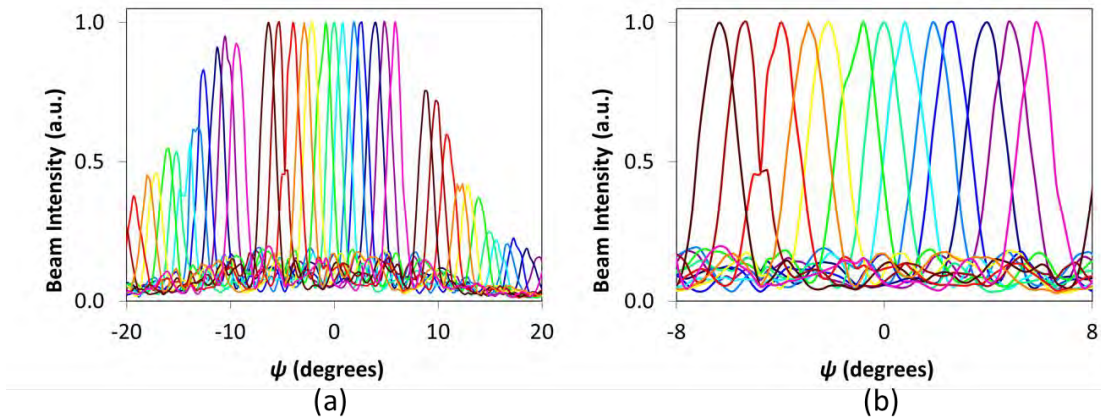 1.0
0.5
0.0
Beam Intensity (a.u.)
-20 -10 0 10 20
ψ (degrees)
(a)
1.0
0.5
0.0
Beam Intensity (a.u.)
-8 0 8
ψ (degrees)
(b)